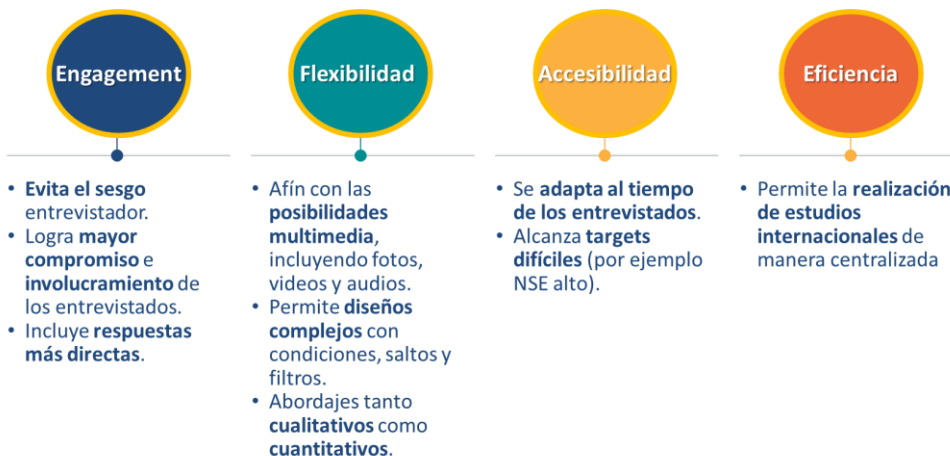 Engagement
• Evita el sesgo
entrevistador.
• Logra mayor
compromiso e
involucramiento de
los entrevistados.
• Incluye respuestas
más directas.
Flexibilidad
• Afín con las
posibilidades
multimedia,
incluyendo fotos,
videos y audios.
• Permite diseños
complejos con
condiciones, saltos y
filtros.
• Abordajes tanto
cualitativos como
cuantitativos.
Accesibilidad
• Se adapta al tiempo
de los entrevistados.
• Alcanza targets
difíciles (por ejemplo
NSE alto).
Eficiencia
• Permite la realización
de estudios
internacionales de
manera centralizada